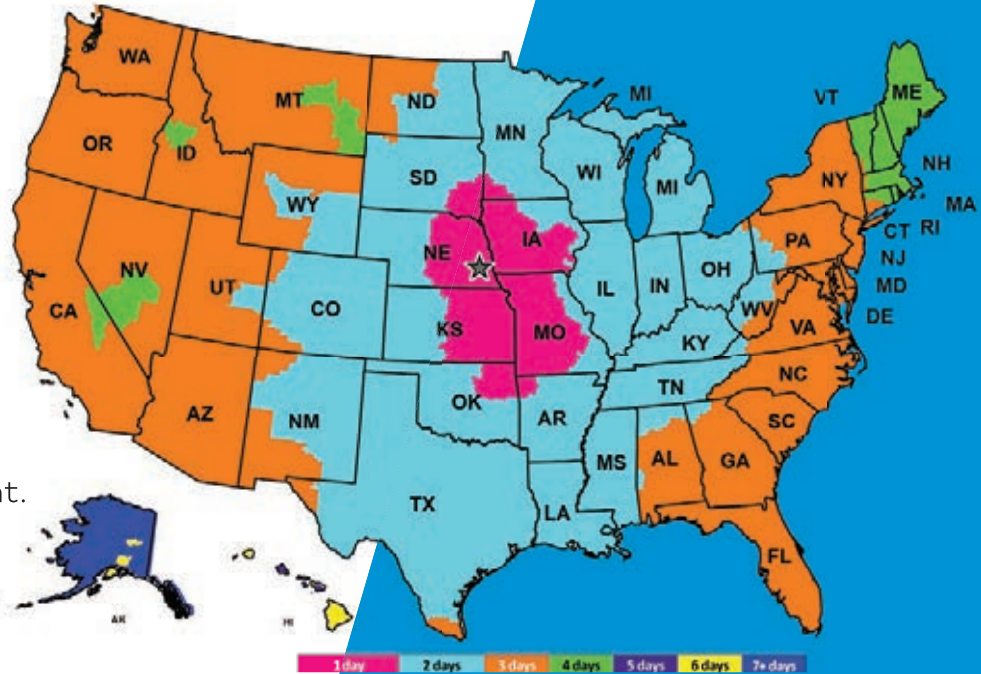 WA
MT
ND
MN
MI
VT
ME
OR
ID
SD
WI
MI
NY
NH
MA
WY
NE
IA
PA
CT RI
NV
UT
CO
IL
IN
OH
NJ
MD
CA
KS
MO
WV
VA
DE
KY
AZ
NM
OK
AR
TN
NC
SC
MS
AL
GA
nt.
TX
LA
FL
AK
HI
1 day 2 days 3 days 4 days 5 days 6 days 7+ days